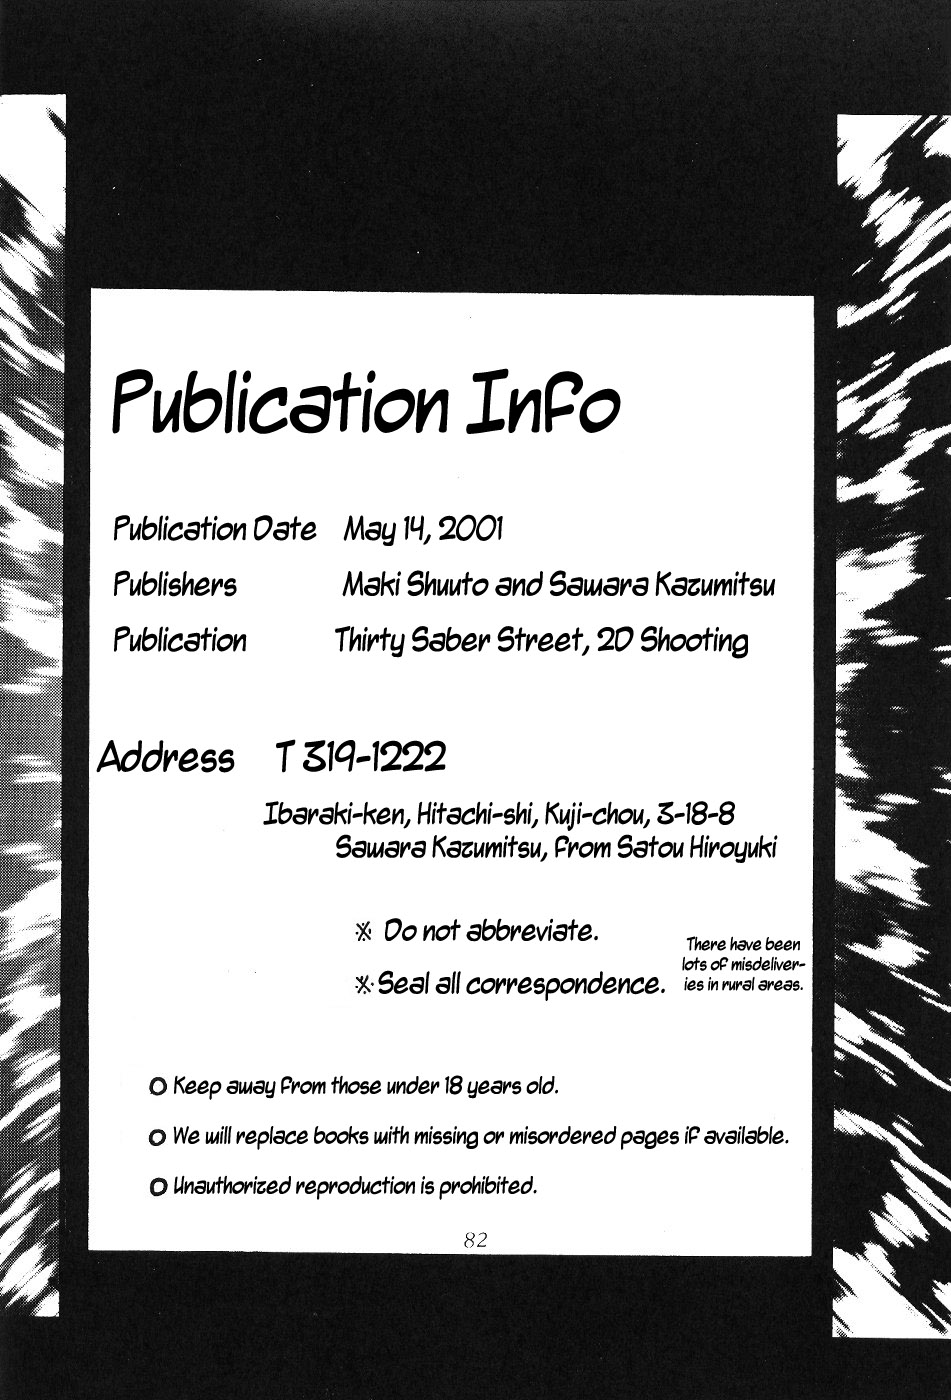 Publication Info
Publication Date May 14, 2001
Publishers Maki Shuuto and Sawara Kazumitsu
Publication Thirty Saber Street, 2D Shooting
Address T 319-1222
Ibaraki-ken, Hitachi-shi, Kuji-chou, 3-18-8
Sawara Kazumitsu, from Satou Hiroyuki
※ Do not abbreviate.
※ Seal all correspondence.
There have been
lots of misdeliver-
ies in rural areas.
O Keep away from those under 18 years old.
O We will replace books with missing or misordered pages if available.
O Unauthorized reproduction is prohibited.
82